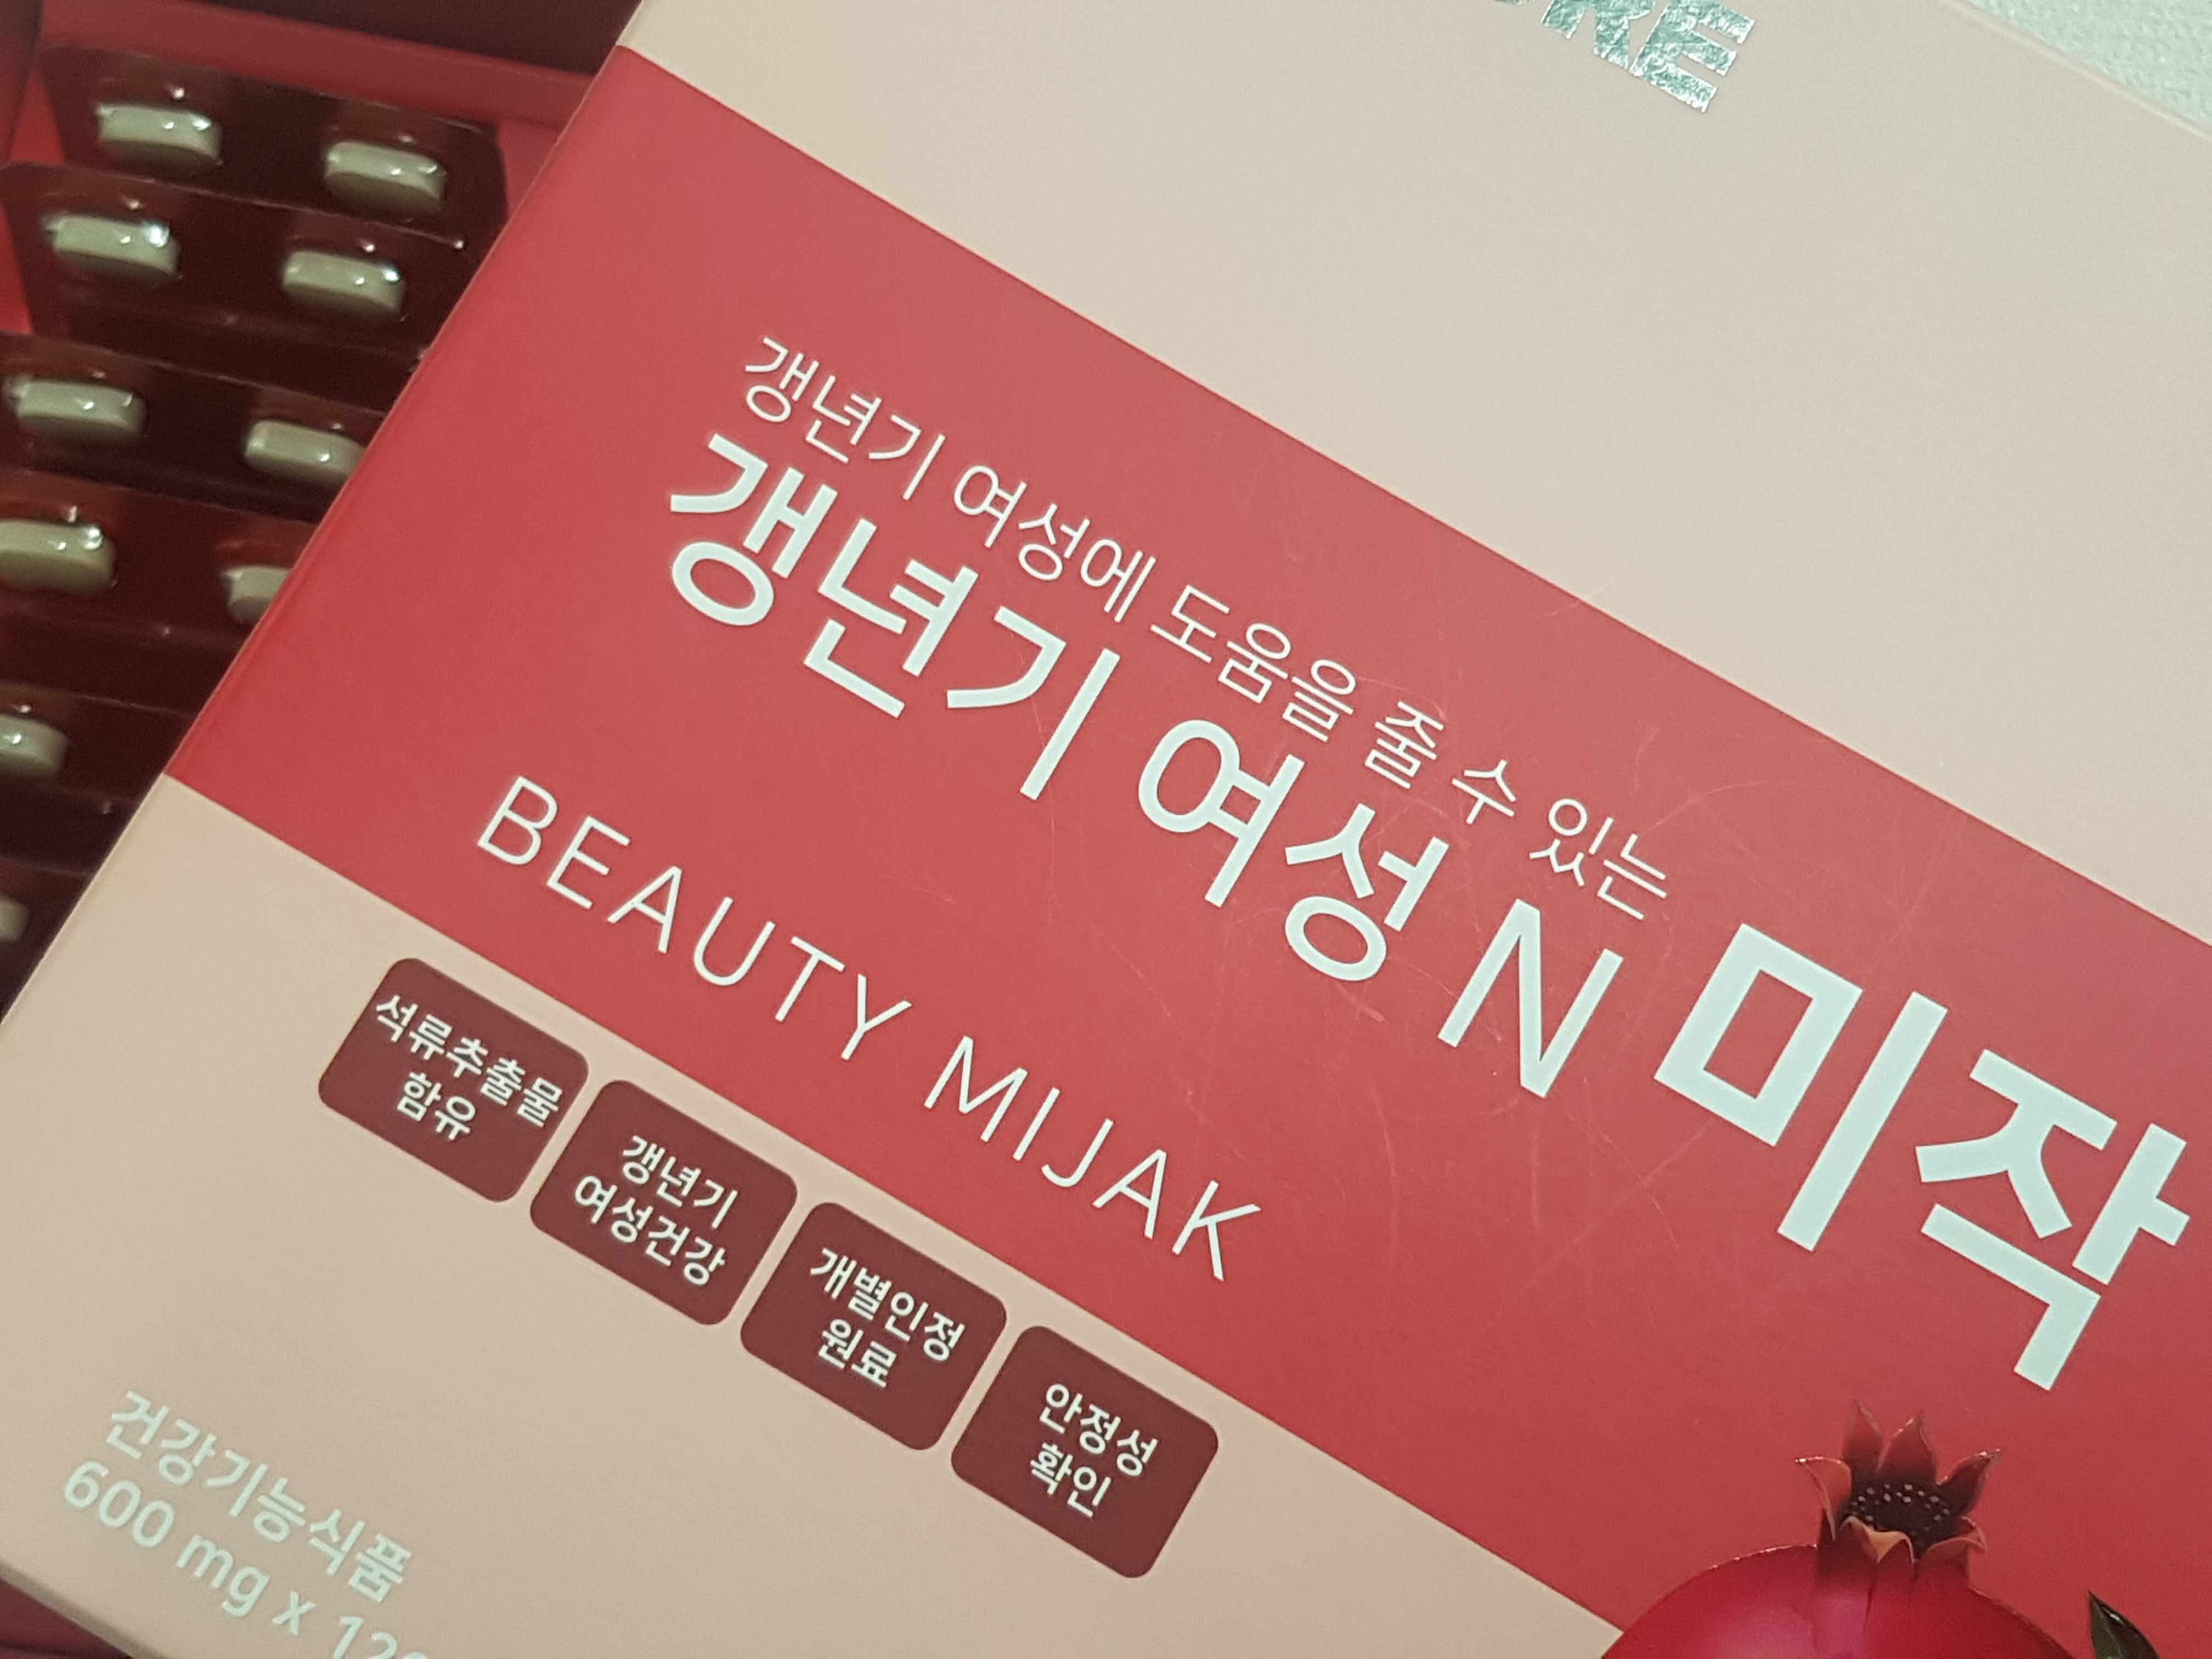 갱년기 여성에 도움을 줄 수 있는
갱년기 여성 N 미작
BEAUTY MIJAK
석류추출물
함유
갱년기
여성건강
개별인정
원료
안정성
확인
건강기능식품
600 mg x